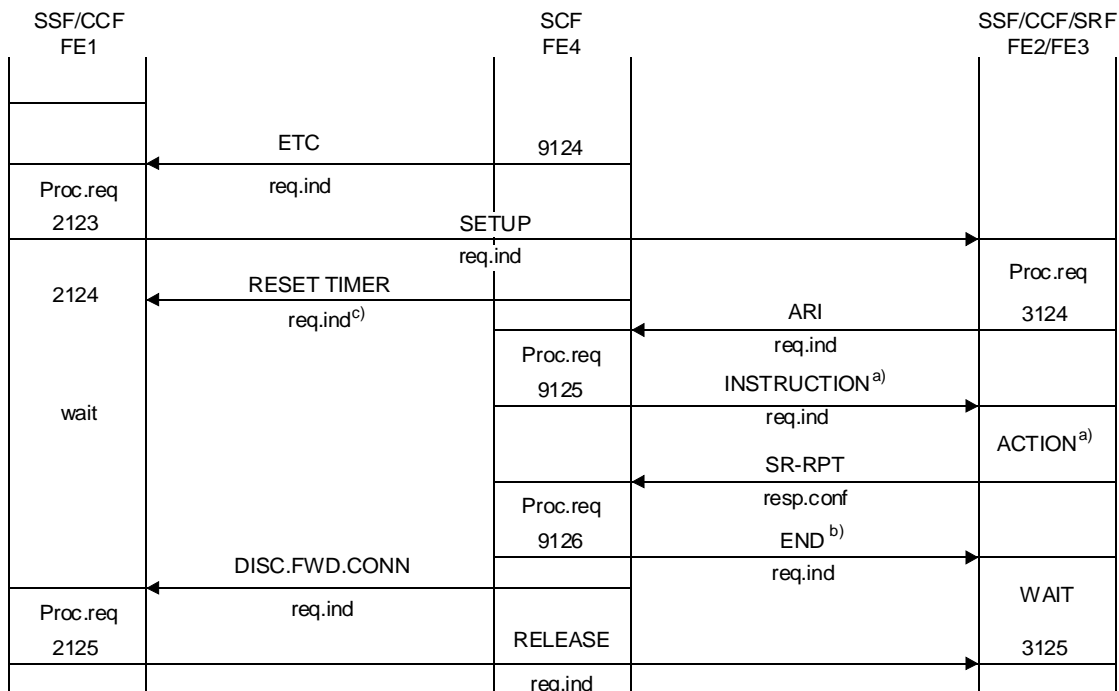 SSF/CCF
FE1
SCF
FE4
SSF/CCF/SRF
FE2/FE3
ETC
9124
req.ind
Proc.req
2123
SETUP
req.ind
Proc.req
2124
RESET TIMER
req.ind c)
ARI
3124
req.ind
Proc.req
9125
INSTRUCTION a)
req.ind
wait
ACTION a)
SR-RPT
resp.conf
Proc.req
9126
END b)
req.ind
DISC.FWD.CONN
req.ind
WAIT
Proc.req
2125
RELEASE
3125
req.ind